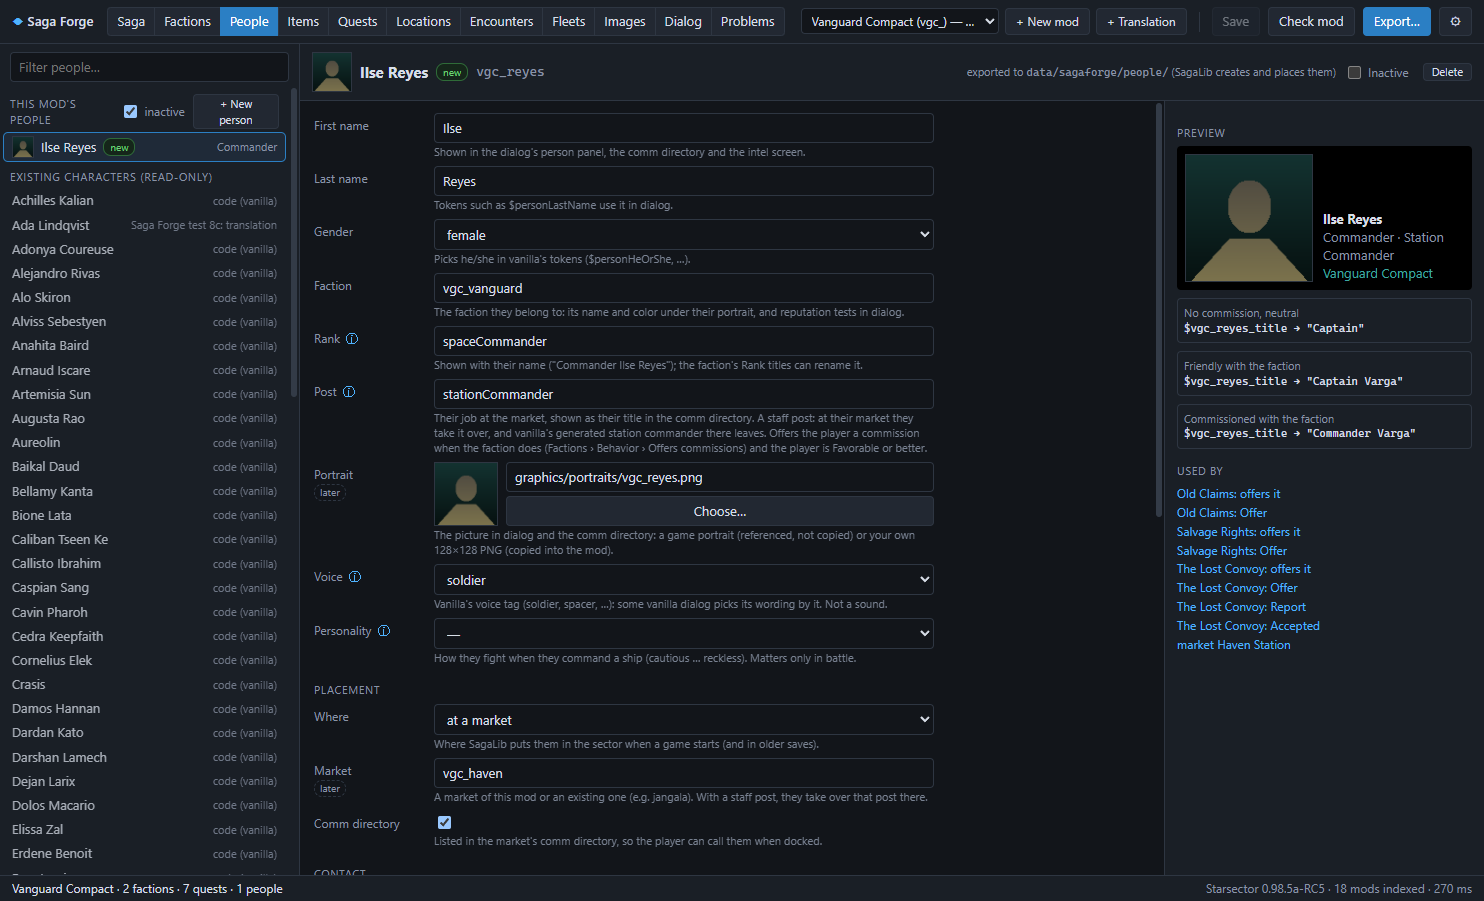 Saga Forge
Saga Factions People Items Quests Locations Encounters Fleets Images Dialog Problems
Vanguard Compact (vgc_) — ...
+ New mod
+ Translation
Save
Check mod
Export...
Filter people...
THIS MOD'S PEOPLE
inactive
+ New person
Ilse Reyes new Commander
EXISTING CHARACTERS (READ-ONLY)
Achilles Kalian code (vanilla)
Ada Lindqvist Saga Forge test 8c: translation
Adonya Coureuse code (vanilla)
Alejandro Rivas code (vanilla)
Alo Skiron code (vanilla)
Alviss Sebestyen code (vanilla)
Anahita Baird code (vanilla)
Arnaud Iscare code (vanilla)
Artemisia Sun code (vanilla)
Augusta Rao code (vanilla)
Aureolin code (vanilla)
Baikal Daud code (vanilla)
Bellamy Kanta code (vanilla)
Bione Lata code (vanilla)
Caliban Tseen Ke code (vanilla)
Callisto Ibrahim code (vanilla)
Caspian Sang code (vanilla)
Cavin Pharoh code (vanilla)
Cedra Keepfaith code (vanilla)
Cornelius Elek code (vanilla)
Crasis code (vanilla)
Damos Hannan code (vanilla)
Dardan Kato code (vanilla)
Darshan Lamech code (vanilla)
Dejan Larix code (vanilla)
Dolos Macario code (vanilla)
Elissa Zal code (vanilla)
Erdene Benoit code (vanilla)
Ilse Reyes new vgc_reyes
exported to data/sagaforge/people/ (SagaLib creates and places them)
Inactive
Delete
First name
Ilse
Shown in the dialog's person panel, the comm directory and the intel screen.
Last name
Reyes
Tokens such as $personLastName use it in dialog.
Gender
female
Picks he/she in vanilla's tokens ($personHeOrShe, ...).
Faction
vgc_vanguard
The faction they belong to: its name and color under their portrait, and reputation tests in dialog.
Rank ⓘ
spaceCommander
Shown with their name ("Commander Ilse Reyes"); the faction's Rank titles can rename it.
Post ⓘ
stationCommander
Their job at the market, shown as their title in the comm directory. A staff post: at their market they
take it over, and vanilla's generated station commander there leaves. Offers the player a commission
when the faction does (Factions › Behavior › Offers commissions) and the player is Favorable or better.
Portrait
later
graphics/portraits/vgc_reyes.png
Choose...
The picture in dialog and the comm directory: a game portrait (referenced, not copied) or your own
128×128 PNG (copied into the mod).
Voice ⓘ
soldier
Vanilla's voice tag (soldier, spacer, ...): some vanilla dialog picks its wording by it. Not a sound.
Personality ⓘ
—
How they fight when they command a ship (cautious ... reckless). Matters only in battle.
PLACEMENT
Where
at a market
Where SagaLib puts them in the sector when a game starts (and in older saves).
Market
later
vgc_haven
A market of this mod or an existing one (e.g. jangala). With a staff post, they take over that post there.
Comm directory
Listed in the market's comm directory, so the player can call them when docked.
CONTACT
PREVIEW
Ilse Reyes
Commander · Station
Commander
Vanguard Compact
No commission, neutral
$vgc_reyes_title → "Captain"
Friendly with the faction
$vgc_reyes_title → "Captain Varga"
Commissioned with the faction
$vgc_reyes_title → "Commander Varga"
USED BY
Old Claims: offers it
Old Claims: Offer
Salvage Rights: offers it
Salvage Rights: Offer
The Lost Convoy: offers it
The Lost Convoy: Offer
The Lost Convoy: Report
The Lost Convoy: Accepted
market Haven Station
Vanguard Compact · 2 factions · 7 quests · 1 people
Starsector 0.98.5a-RC5 · 18 mods indexed · 270 ms